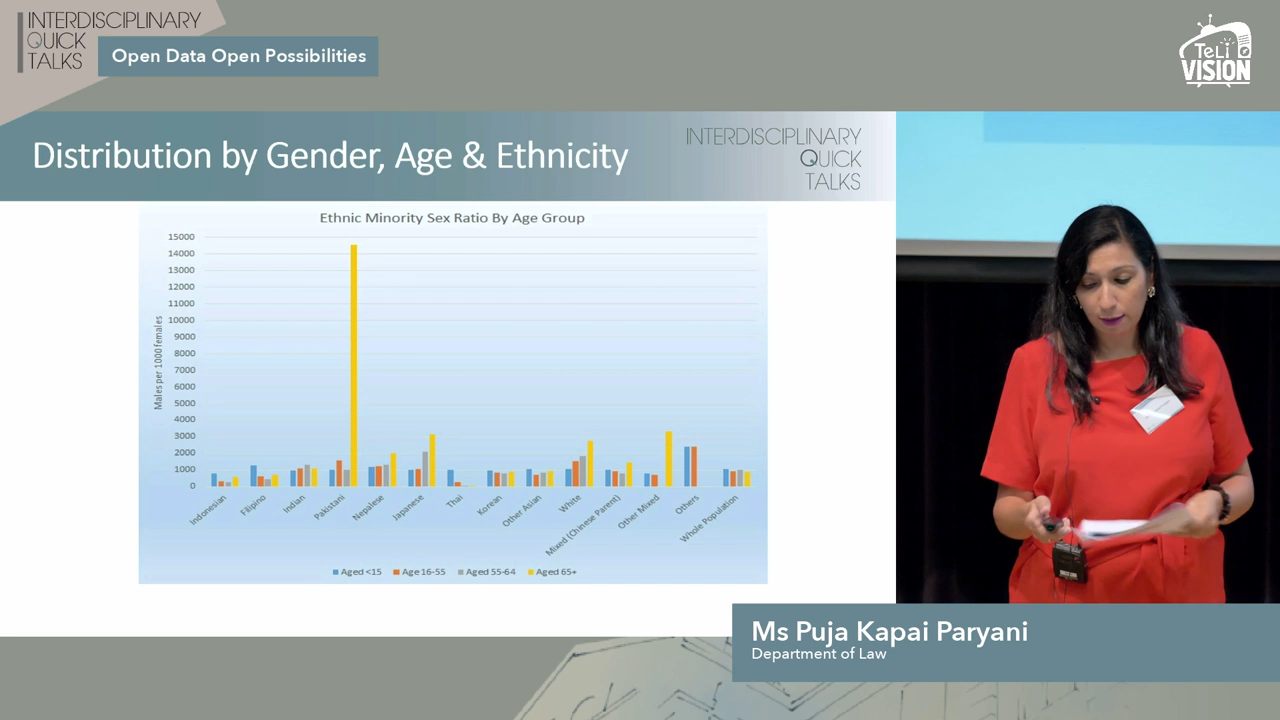 INTERDISCIPLINARY
QUICK
TALKS
Open Data Open Possibilities
TeLi
VISION
Distribution by Gender, Age & Ethnicity
INTERDISCIPLINARY
QUICK
TALKS
Ethnic Minority Sex Ratio By Age Group
Males per 1000 females
15000
14000
13000
12000
11000
10000
9000
8000
7000
6000
5000
4000
3000
2000
1000
0
Indonesian
Filipino
Indian
Pakistani
Nepalese
Japanese
Thai
Korean
Other Asian
White
Mixed (Chinese Parent)
Other Mixed
Others
Whole Population
Aged <15 Age 16-55 Aged 55-64 Aged 65+
Ms Puja Kapai Paryani
Department of Law